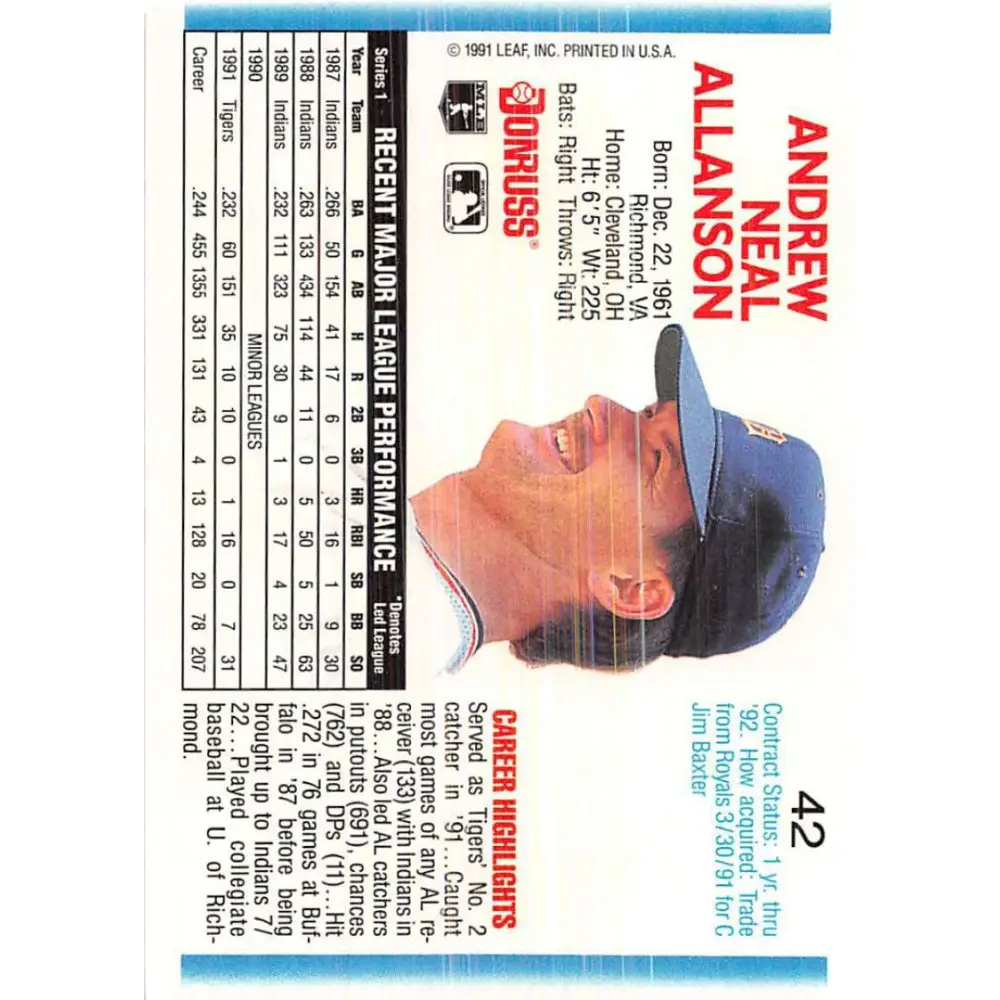 ANDREW
NEAL
ALLANSON
Born: Dec. 22, 1961
Richmond, VA
Home: Cleveland, OH
Ht: 6'5" Wt: 225
Bats: Right Throws: Right
DONRUSS®
MLB
© 1991 LEAF, INC. PRINTED IN U.S.A.
42
Contract Status: 1 yr. thru
'92. How acquired: Trade
from Royals 3/30/91 for C
Jim Baxter
CAREER HIGHLIGHTS
Served as Tigers' No. 2
catcher in '91...Caught
most games of any AL re-
ceiver (133) with Indians in
'88...Also led AL catchers
in putouts (691), chances
(762) and DPs (11)...Hit
.272 in 76 games at Buf-
falo in '87 before being
brought up to Indians 7/
22...Played collegiate
baseball at U. of Rich-
mond.
Series 1 RECENT MAJOR LEAGUE PERFORMANCE *Denotes
Led League
Year Team BA G AB H R 2B 3B HR RBI SB BB SO
1987 Indians .266 50 154 41 17 6 0 3 16 1 9 30
1988 Indians .263 133 434 114 44 11 0 5 50 5 25 63
1989 Indians .232 111 323 75 30 9 1 3 17 4 23 47
1990 MINOR LEAGUES
1991 Tigers .232 60 151 35 10 10 0 1 16 0 7 31
Career .244 455 1355 331 131 43 4 13 128 20 78 207